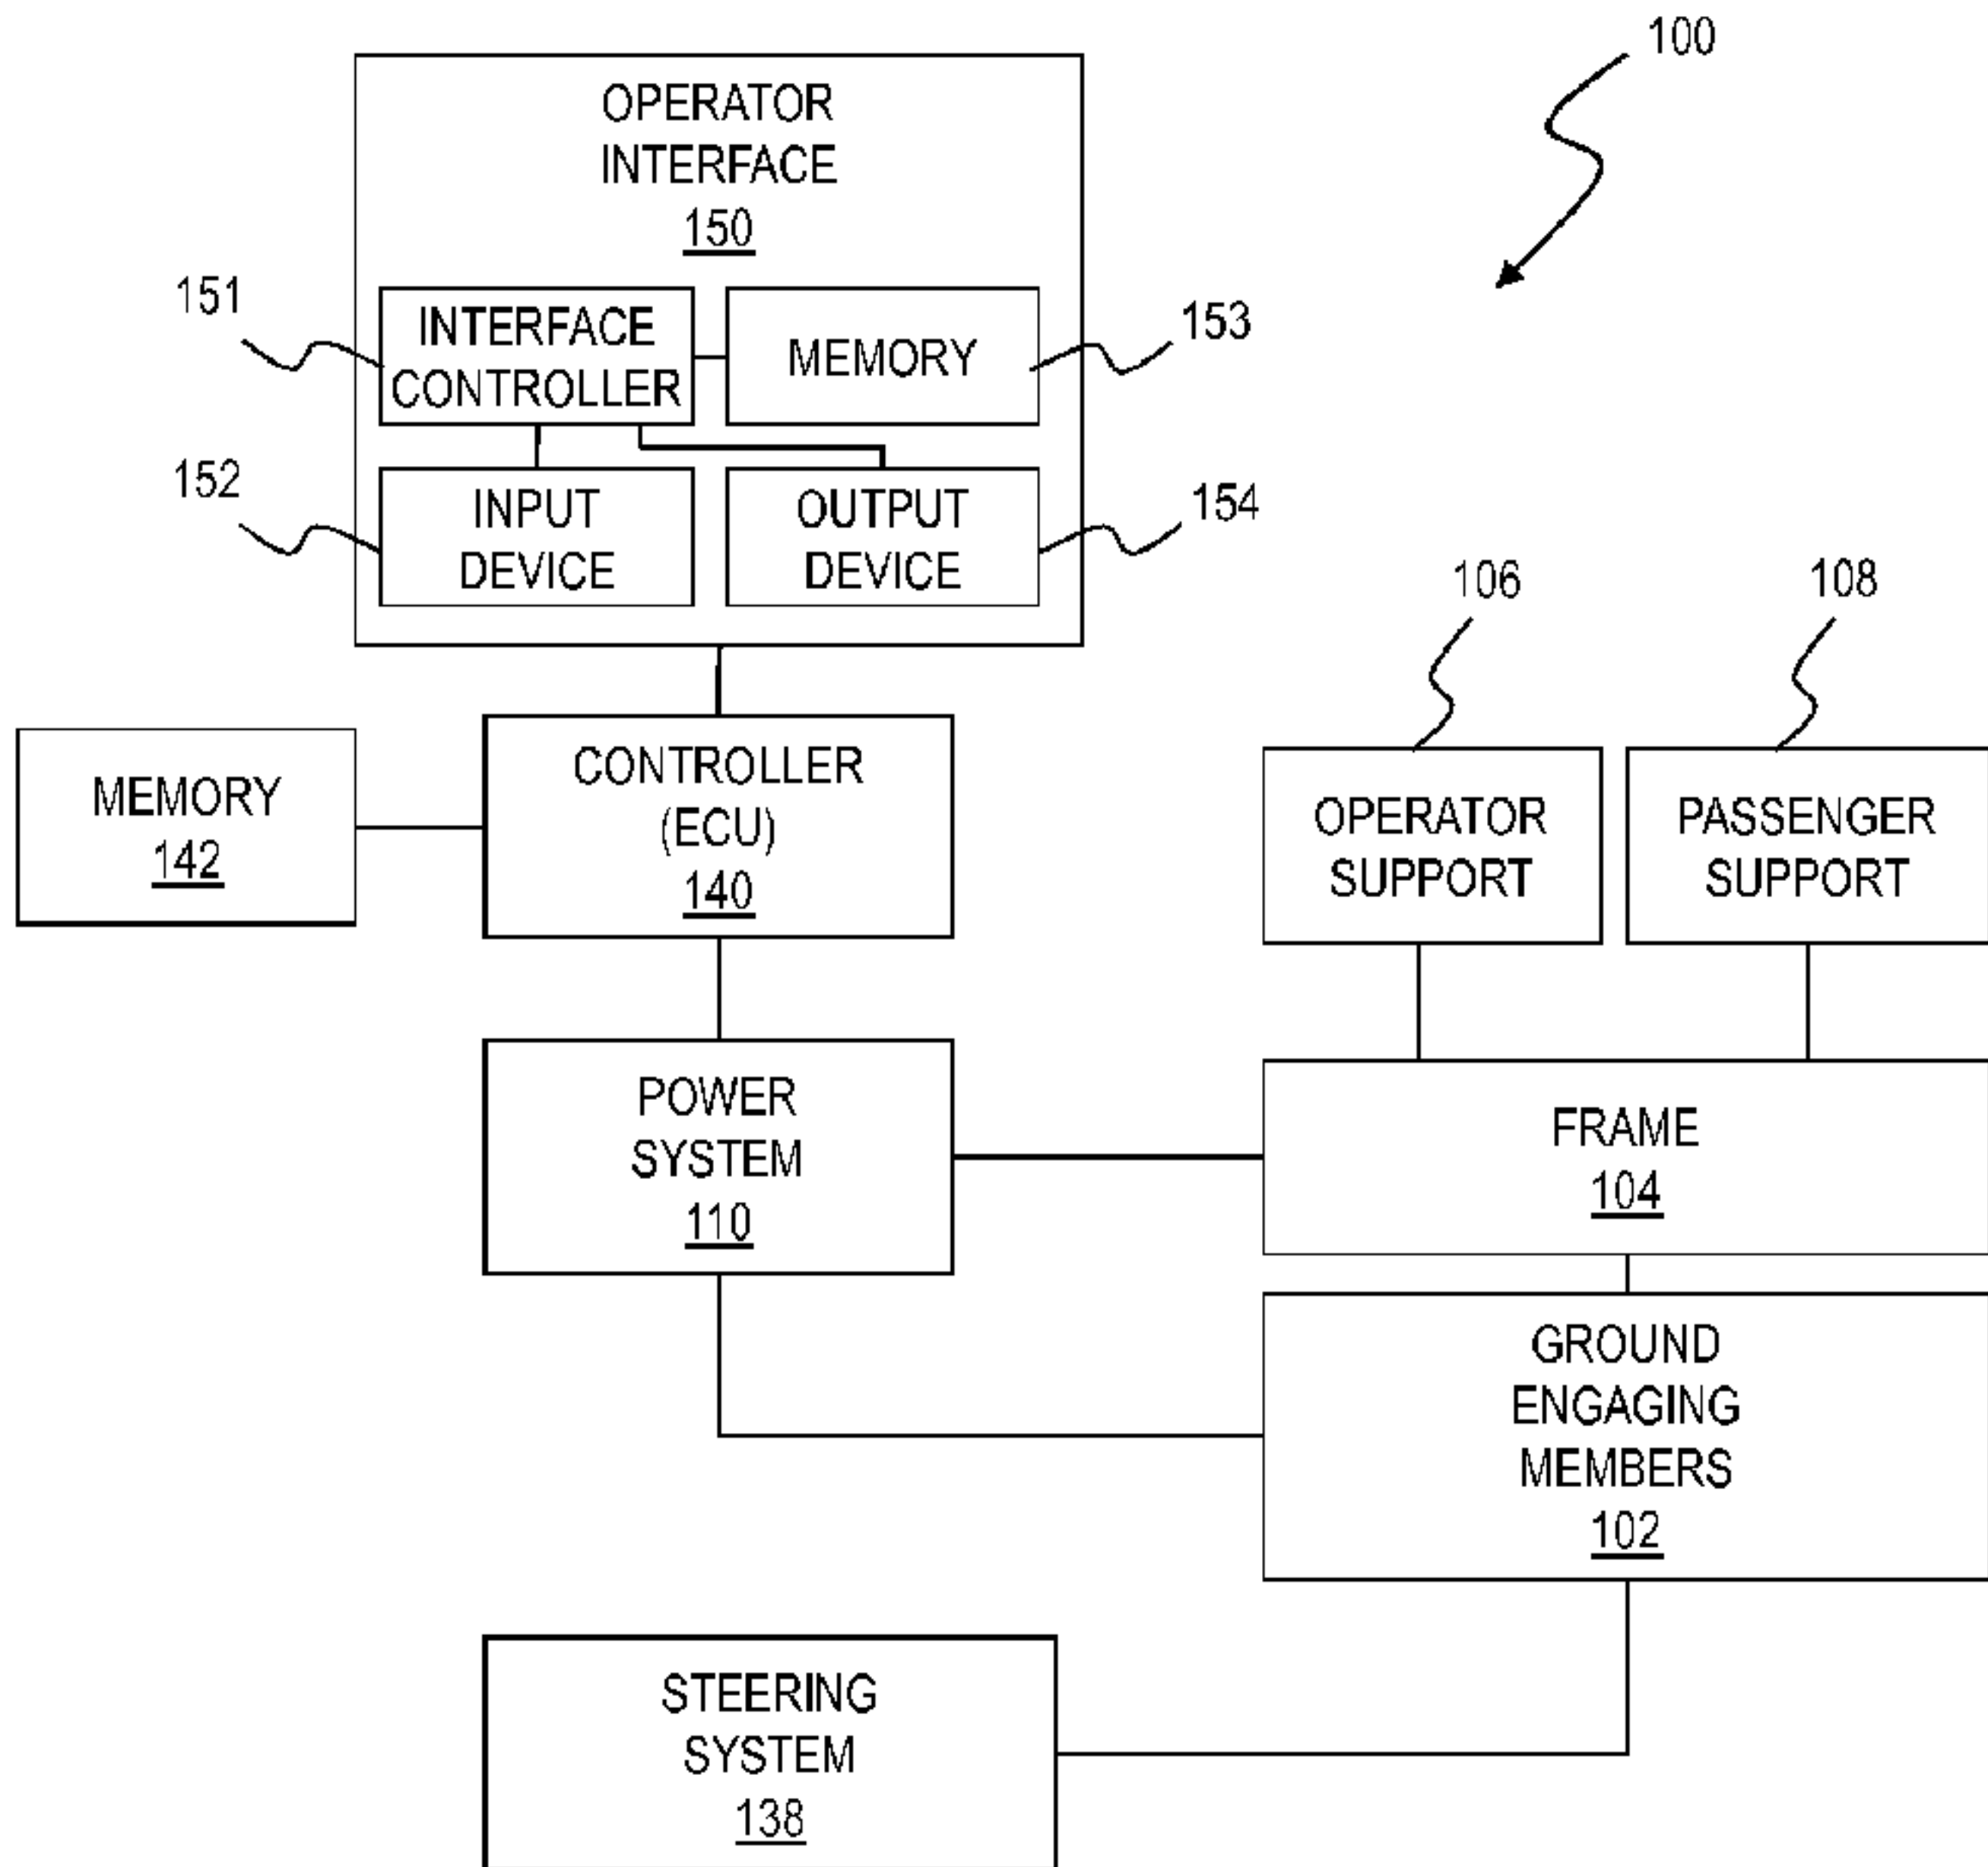 100
OPERATOR
INTERFACE
150
151
INTERFACE
CONTROLLER
MEMORY
153
152
INPUT
DEVICE
OUTPUT
DEVICE
154
106
108
MEMORY
142
CONTROLLER
(ECU)
140
OPERATOR
SUPPORT
PASSENGER
SUPPORT
POWER
SYSTEM
110
FRAME
104
GROUND
ENGAGING
MEMBERS
102
STEERING
SYSTEM
138